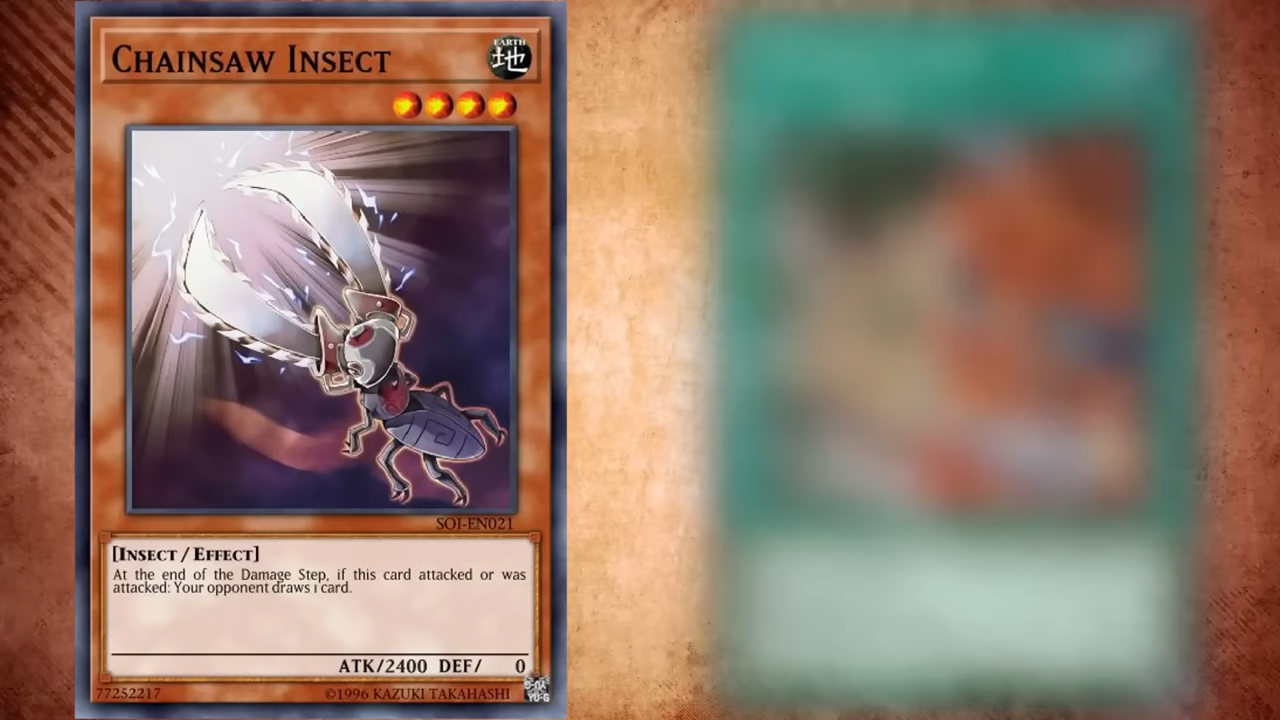 Chainsaw Insect
EARTH
地
SOI-EN021
[Insect / Effect]
At the end of the Damage Step, if this card attacked or was
attacked: Your opponent draws 1 card.
ATK/2400 DEF/ 0
77252217
©1996 KAZUKI TAKAHASHI